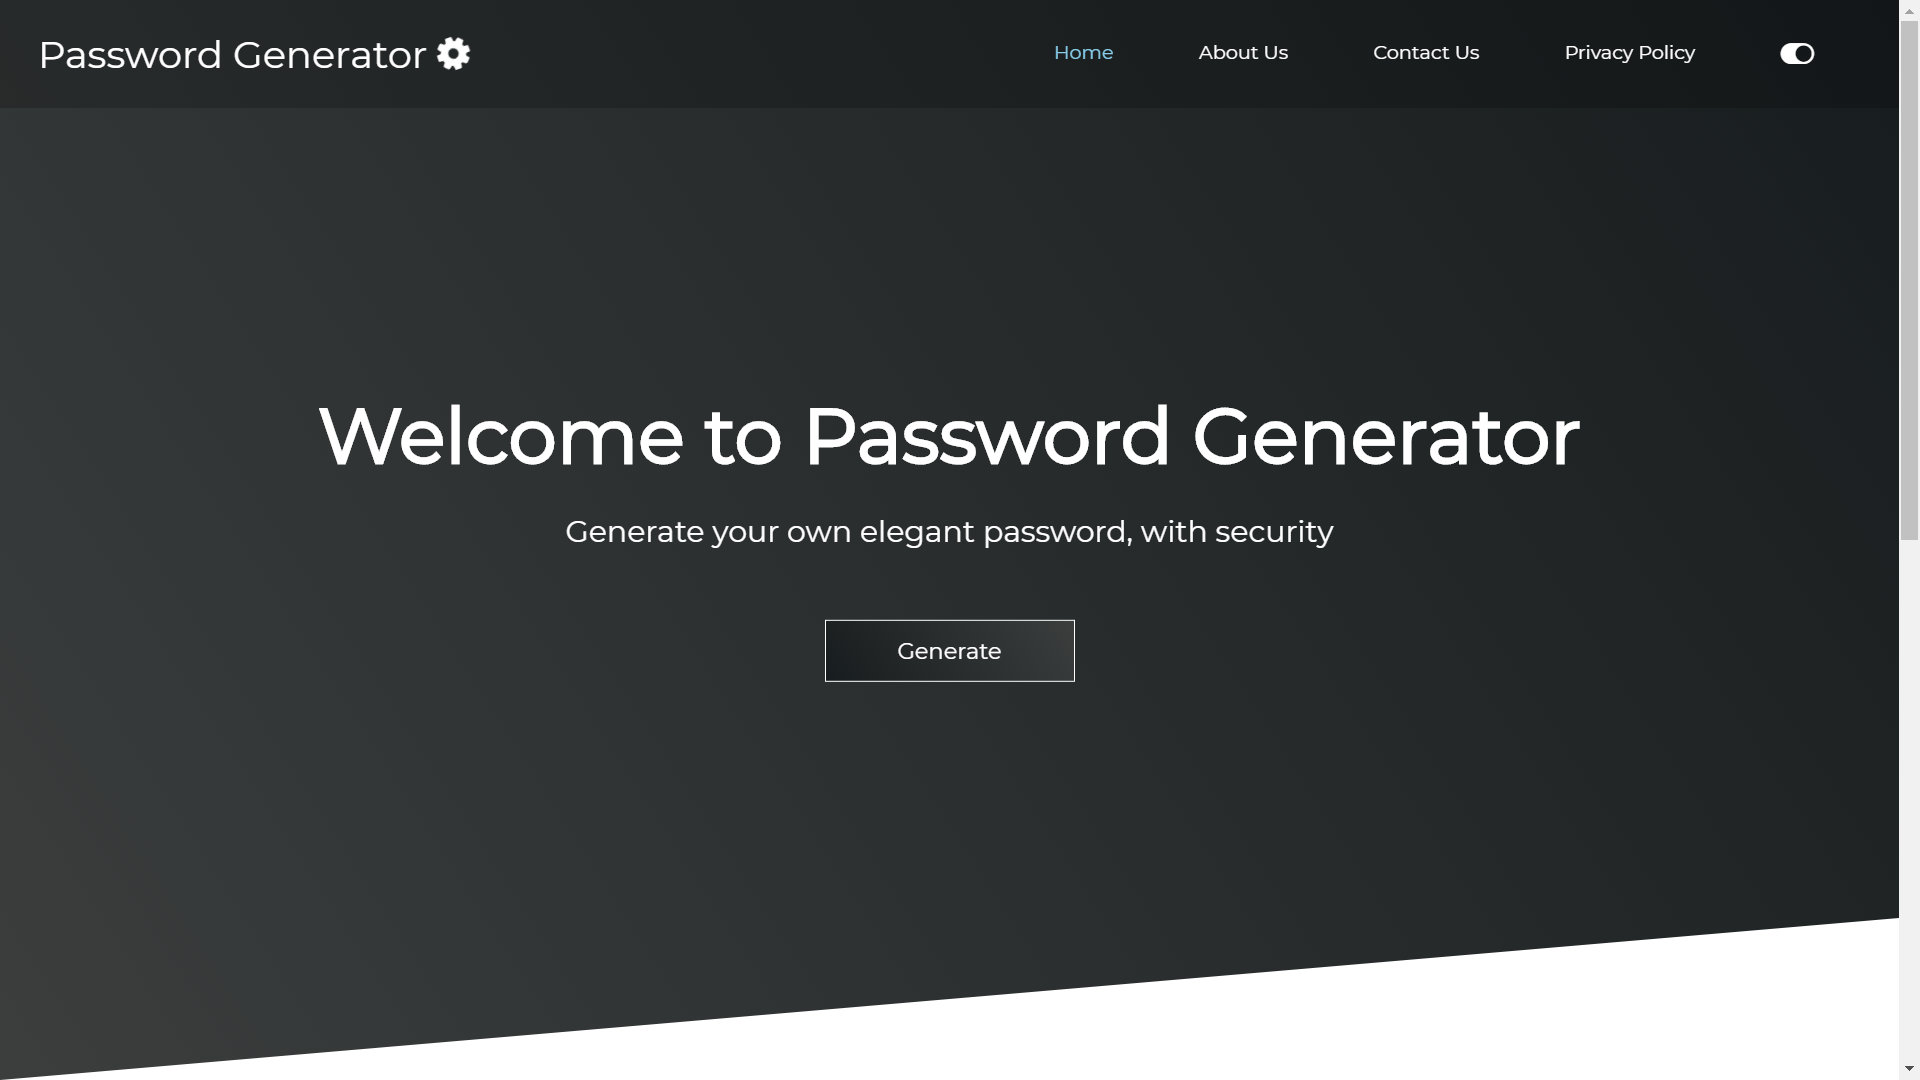 Password Generator
Home About Us Contact Us Privacy Policy
Welcome to Password Generator
Generate your own elegant password, with security
Generate